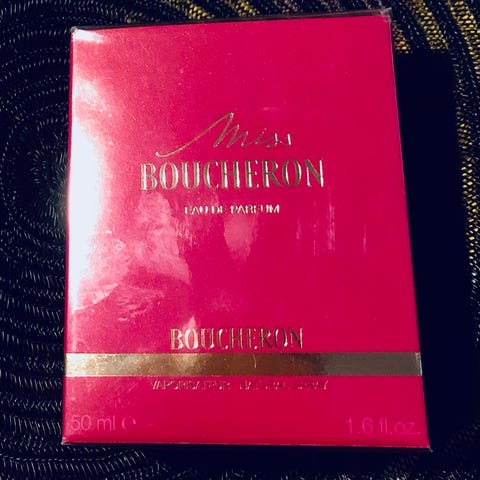 Miss
BOUCHERON
EAU DE PARFUM
BOUCHERON
VAPORISATEUR NATURAL SPRAY
50 ml ℮ 1.6 fl.oz.